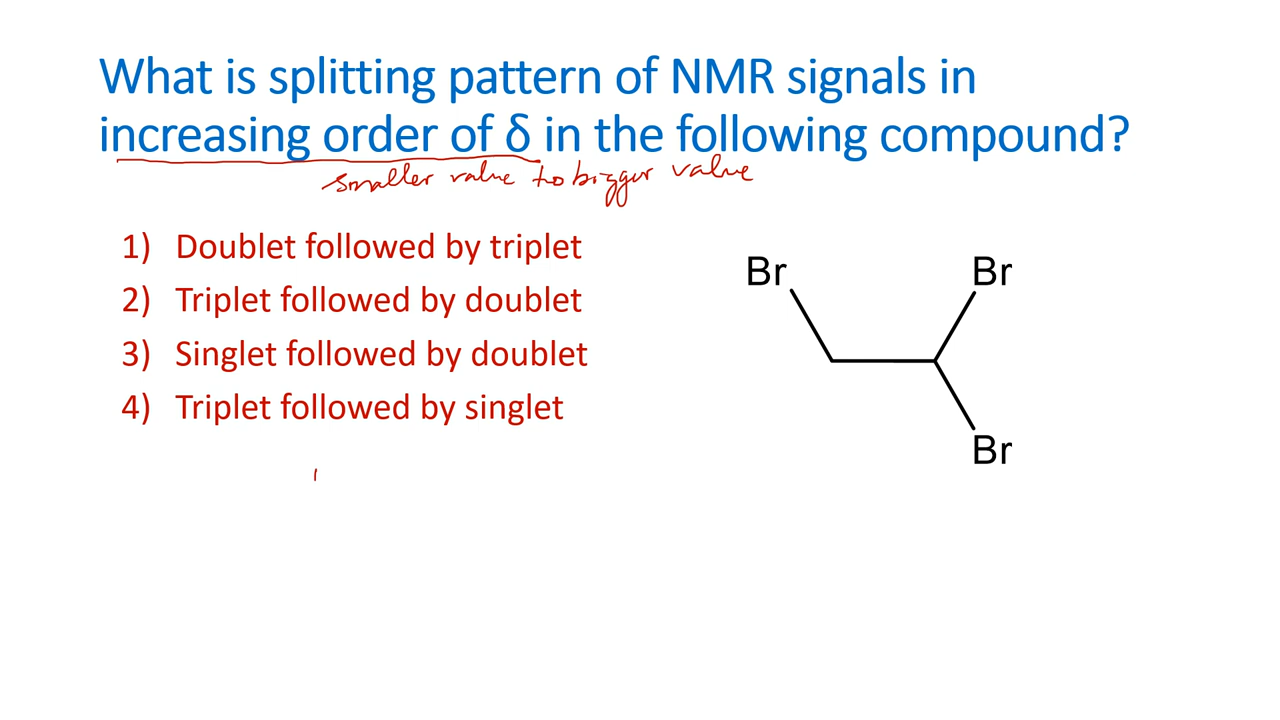 What is splitting pattern of NMR signals in
increasing order of δ in the following compound?
smaller value to bigger value
1) Doublet followed by triplet
2) Triplet followed by doublet
3) Singlet followed by doublet
4) Triplet followed by singlet
Br Br
Br